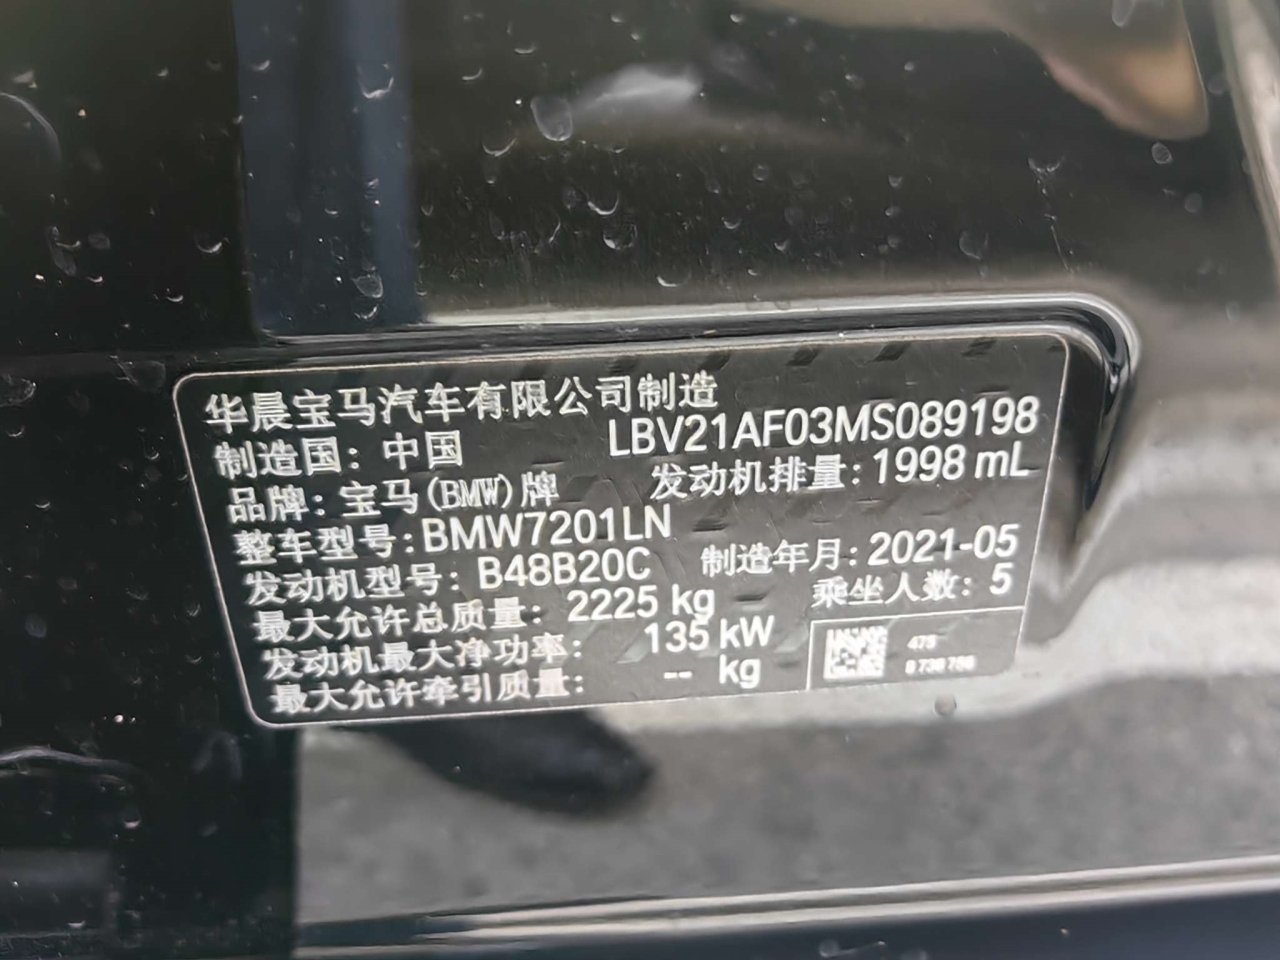 华晨宝马汽车有限公司制造
制造国：中国 LBV21AF03MS089198
品牌：宝马(BMW)牌 发动机排量：1998 mL
整车型号：BMW7201LN
发动机型号：B48B20C 制造年月：2021-05
最大允许总质量：2225 kg 乘坐人数：5
发动机最大净功率：135 kW
最大允许牵引质量：-- kg
475